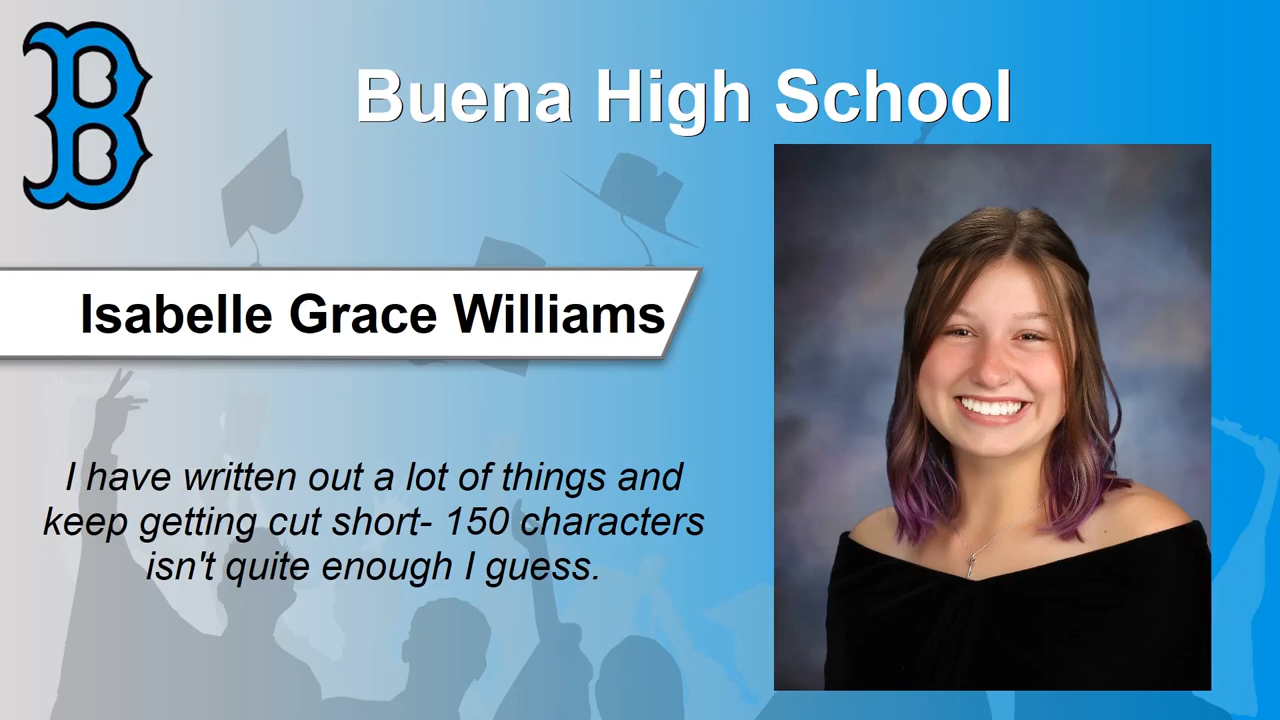 B
Buena High School
Isabelle Grace Williams
I have written out a lot of things and
keep getting cut short- 150 characters
isn't quite enough I guess.